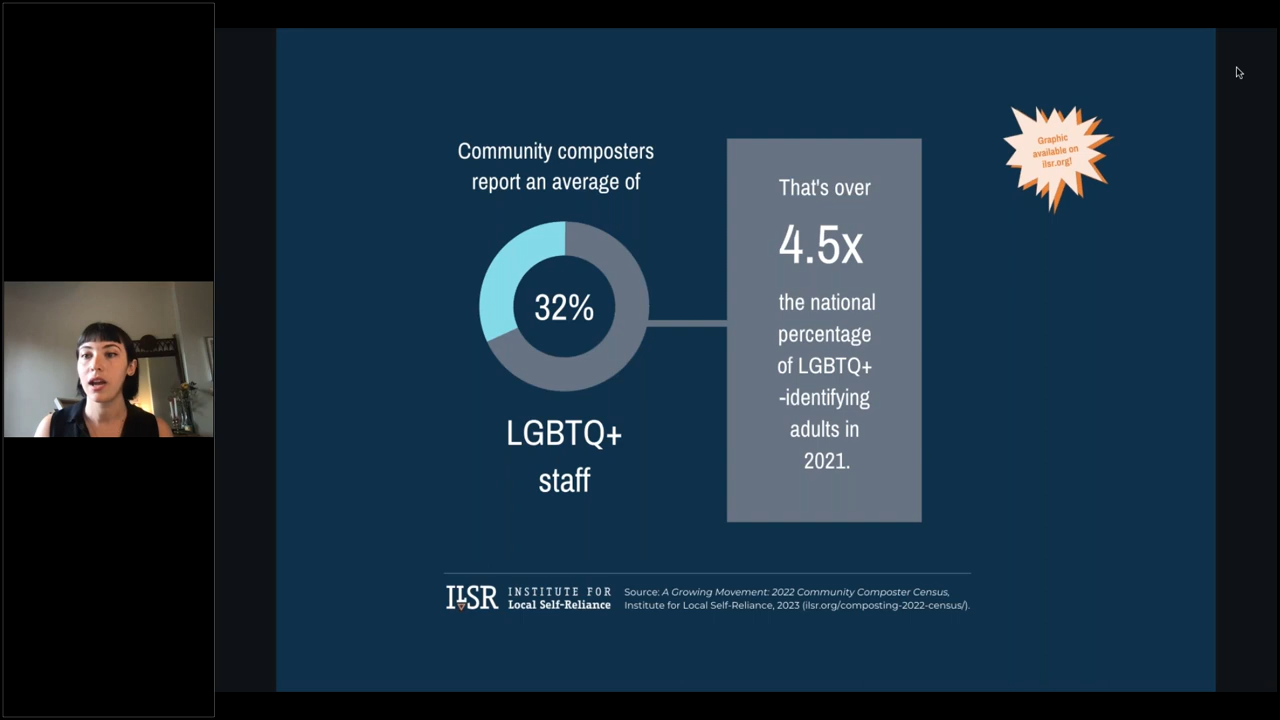 Community composters
report an average of
32%
LGBTQ+
staff
That's over
4.5x
the national
percentage
of LGBTQ+
-identifying
adults in
2021.
Graphic
available on
ilsr.org!
ILSR
INSTITUTE FOR
Local Self-Reliance
Source: A Growing Movement: 2022 Community Composter Census,
Institute for Local Self-Reliance, 2023 (ilsr.org/composting-2022-census/).